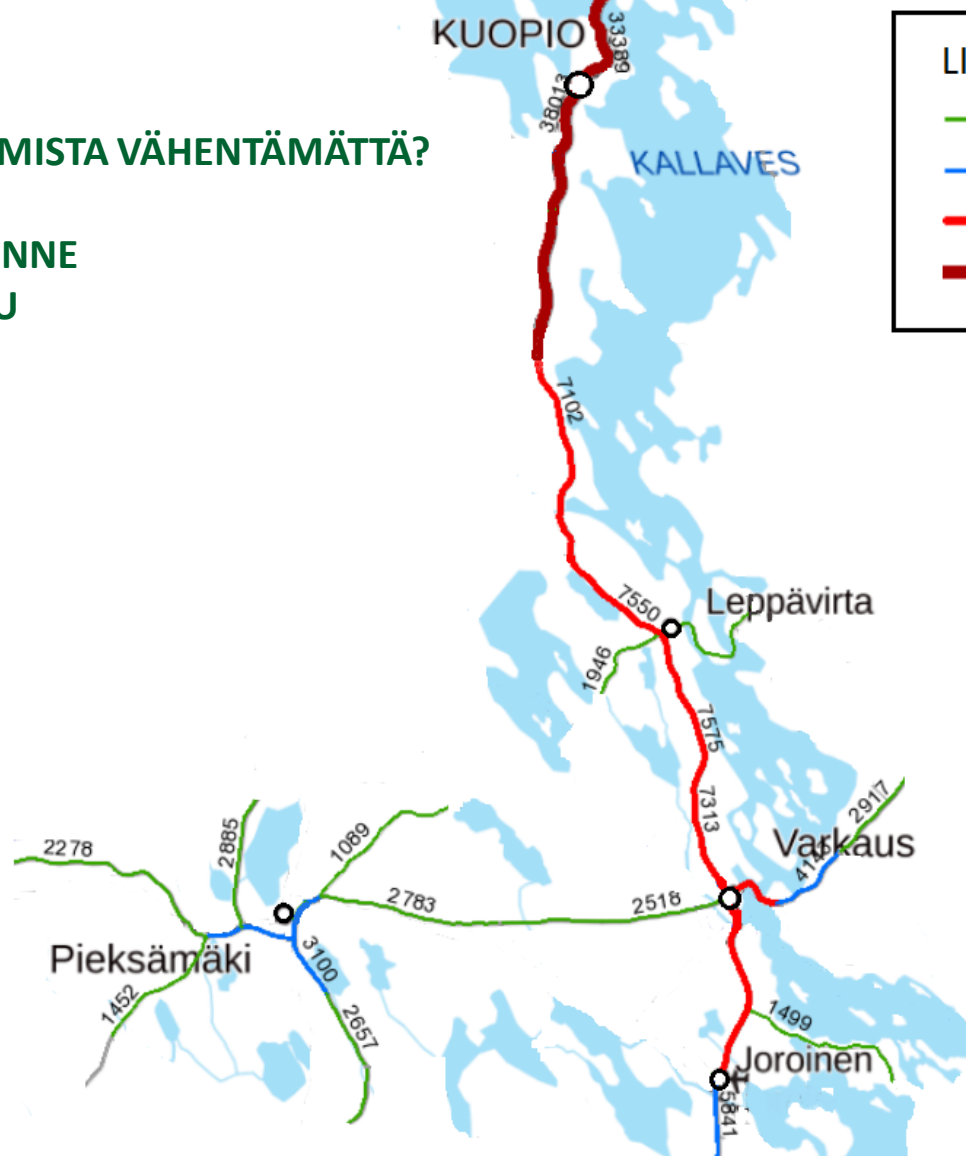 KUOPIO
33389
LI
38013
MISTA VÄHENTÄMÄTTÄ?
KALLAVES
NNE
U
7102
7550
Leppävirta
1946
7575
7313
2917
2278
2885
1089
Varkaus
2783
2518
Pieksämäki
3100
1452
2657
1499
Joroinen
5841